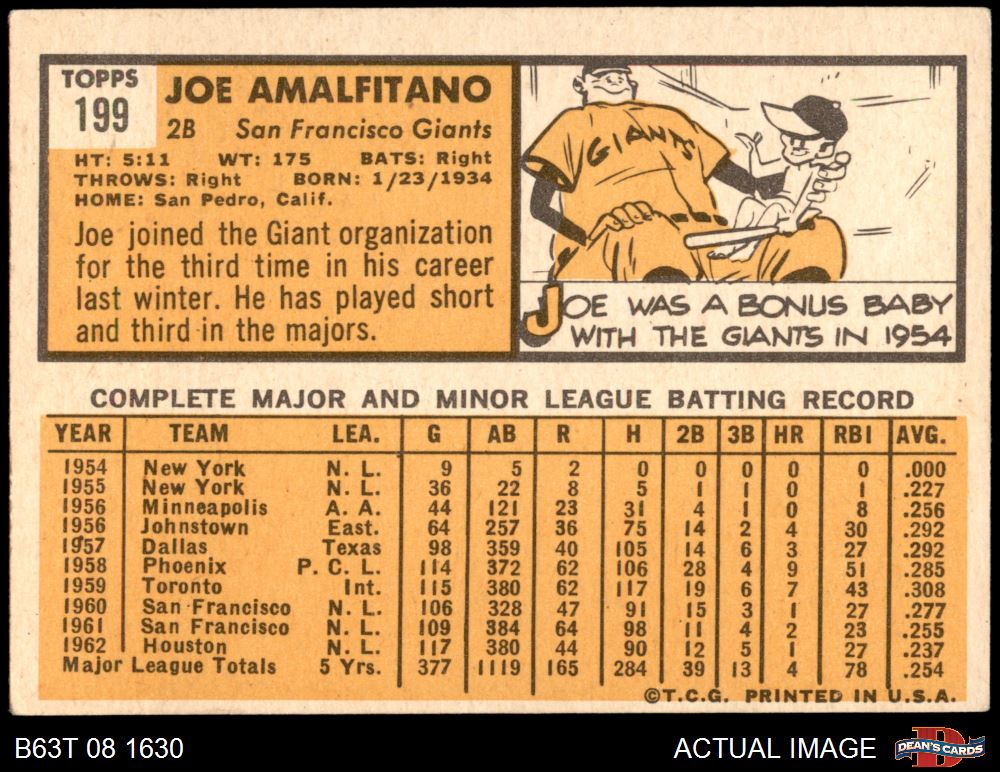 TOPPS
199
JOE AMALFITANO
2B San Francisco Giants
HT: 5:11 WT: 175 BATS: Right
THROWS: Right BORN: 1/23/1934
HOME: San Pedro, Calif.
Joe joined the Giant organization
for the third time in his career
last winter. He has played short
and third in the majors.
GIANTS
JOE WAS A BONUS BABY
WITH THE GIANTS IN 1954
COMPLETE MAJOR AND MINOR LEAGUE BATTING RECORD
YEAR TEAM LEA. G AB R H 2B 3B HR RBI AVG.
1954 New York N. L. 9 5 2 0 0 0 0 0 .000
1955 New York N. L. 36 22 8 5 1 1 0 1 .227
1956 Minneapolis A. A. 44 121 23 31 4 1 0 8 .256
1956 Johnstown East. 64 257 36 75 14 2 4 30 .292
1957 Dallas Texas 98 359 40 105 14 6 3 27 .292
1958 Phoenix P. C. L. 114 372 62 106 28 4 9 51 .285
1959 Toronto Int. 115 380 62 117 19 6 7 43 .308
1960 San Francisco N. L. 106 328 47 91 15 3 1 27 .277
1961 San Francisco N. L. 109 384 64 98 11 4 2 23 .255
1962 Houston N. L. 117 380 44 90 12 5 1 27 .237
Major League Totals 5 Yrs. 377 1119 165 284 39 13 4 78 .254
©T.C.G. PRINTED IN U.S.A.
B63T 08 1630
ACTUAL IMAGE
D
DEAN'S CARDS